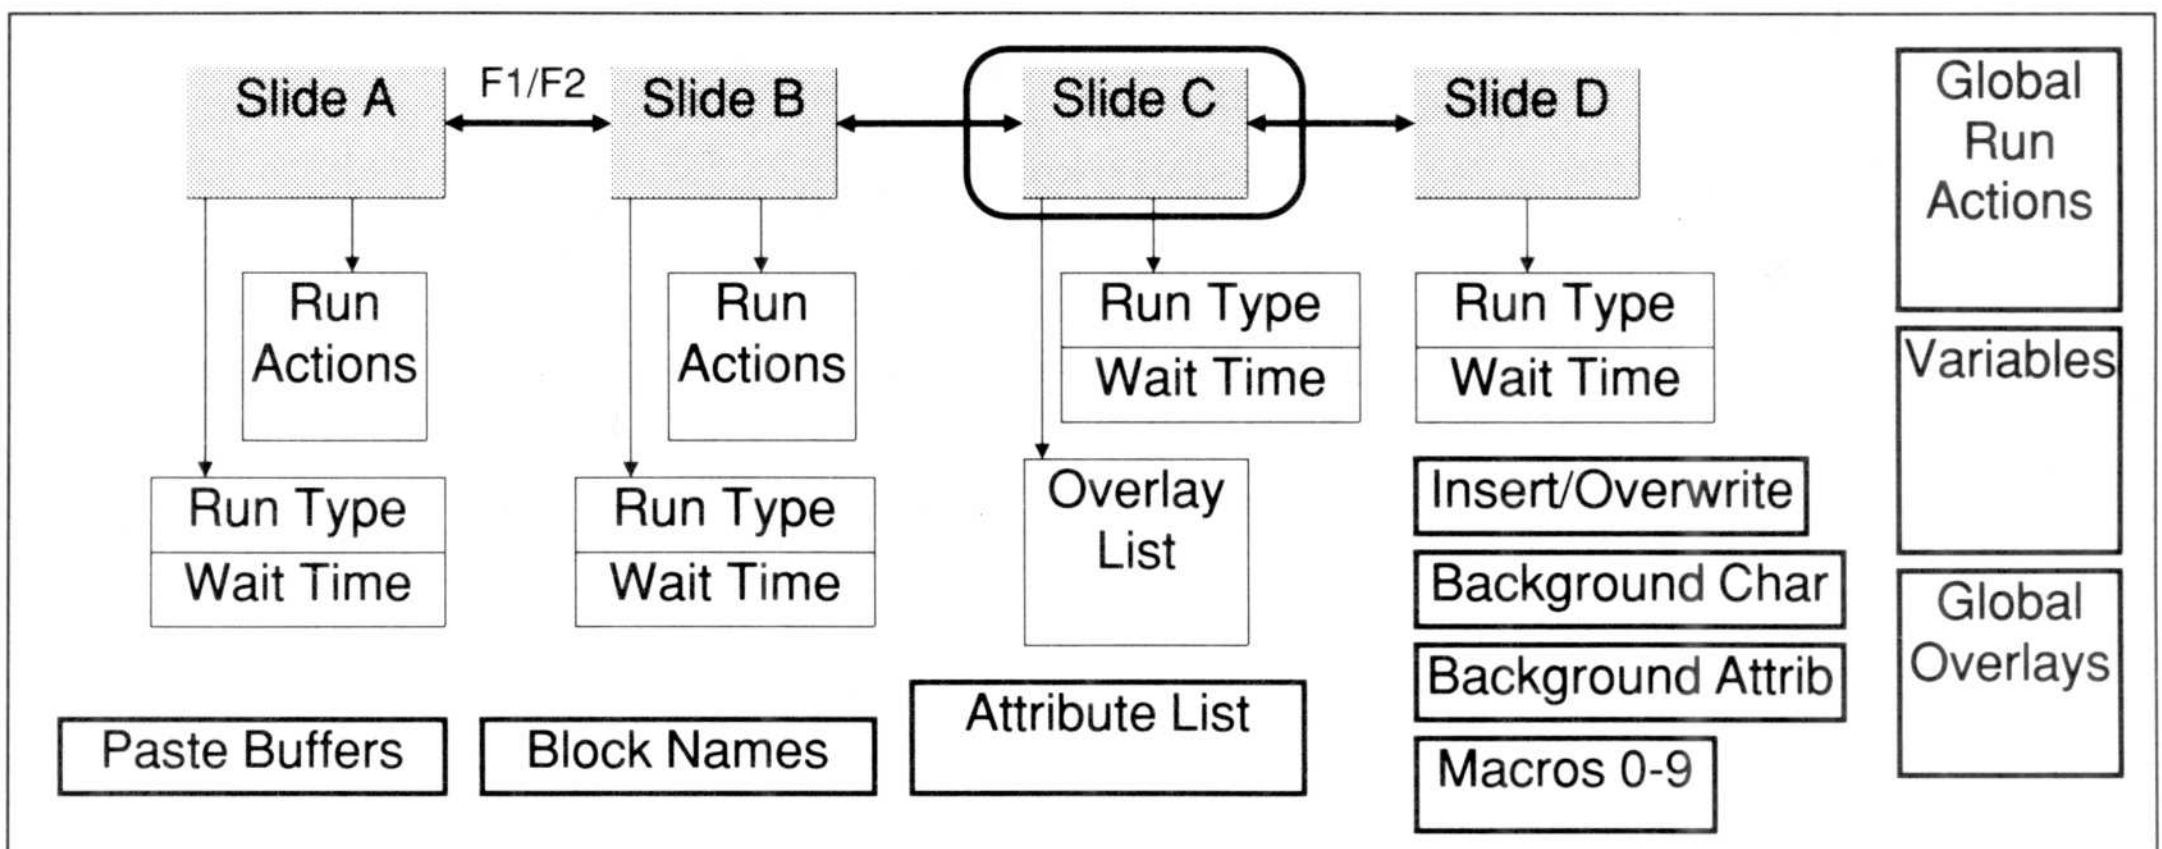 Slide A
F1/F2
Slide B
Slide C
Slide D
Run
Actions
Run Type
Wait Time
Run
Actions
Run Type
Wait Time
Run Type
Wait Time
Overlay
List
Run Type
Wait Time
Insert/Overwrite
Background Char
Background Attrib
Macros 0-9
Paste Buffers
Block Names
Attribute List
Global
Run
Actions
Variables
Global
Overlays